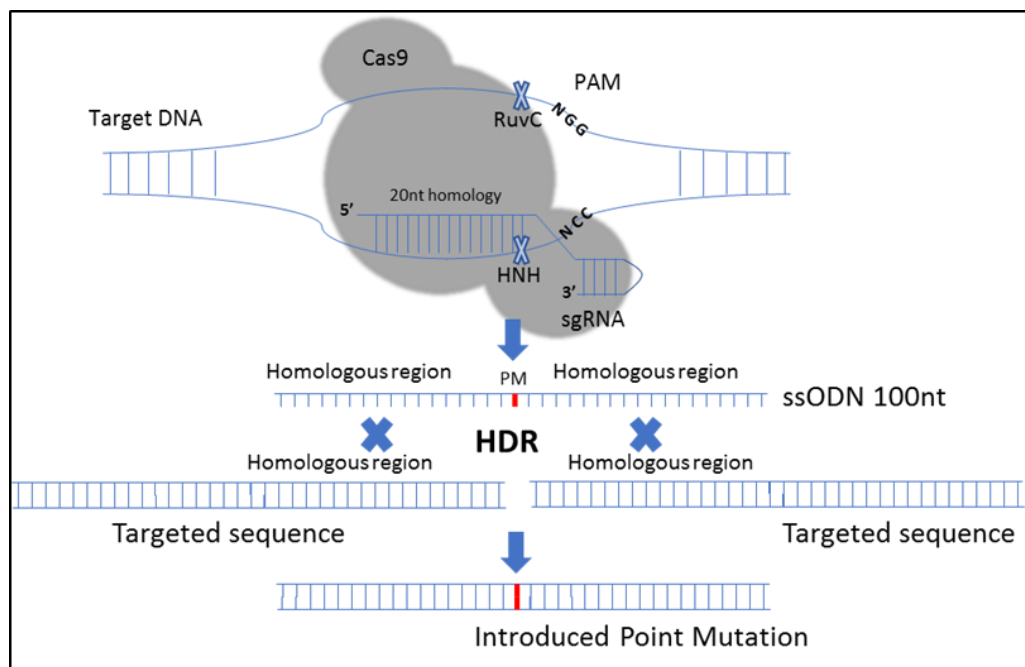 Cas9
PAM
Target DNA
RuvC
NGG
20nt homology
5’
NCC
HNH
3’
sgRNA
Homologous region
PM
Homologous region
ssODN 100nt
HDR
Homologous region
Homologous region
Targeted sequence
Targeted sequence
Introduced Point Mutation